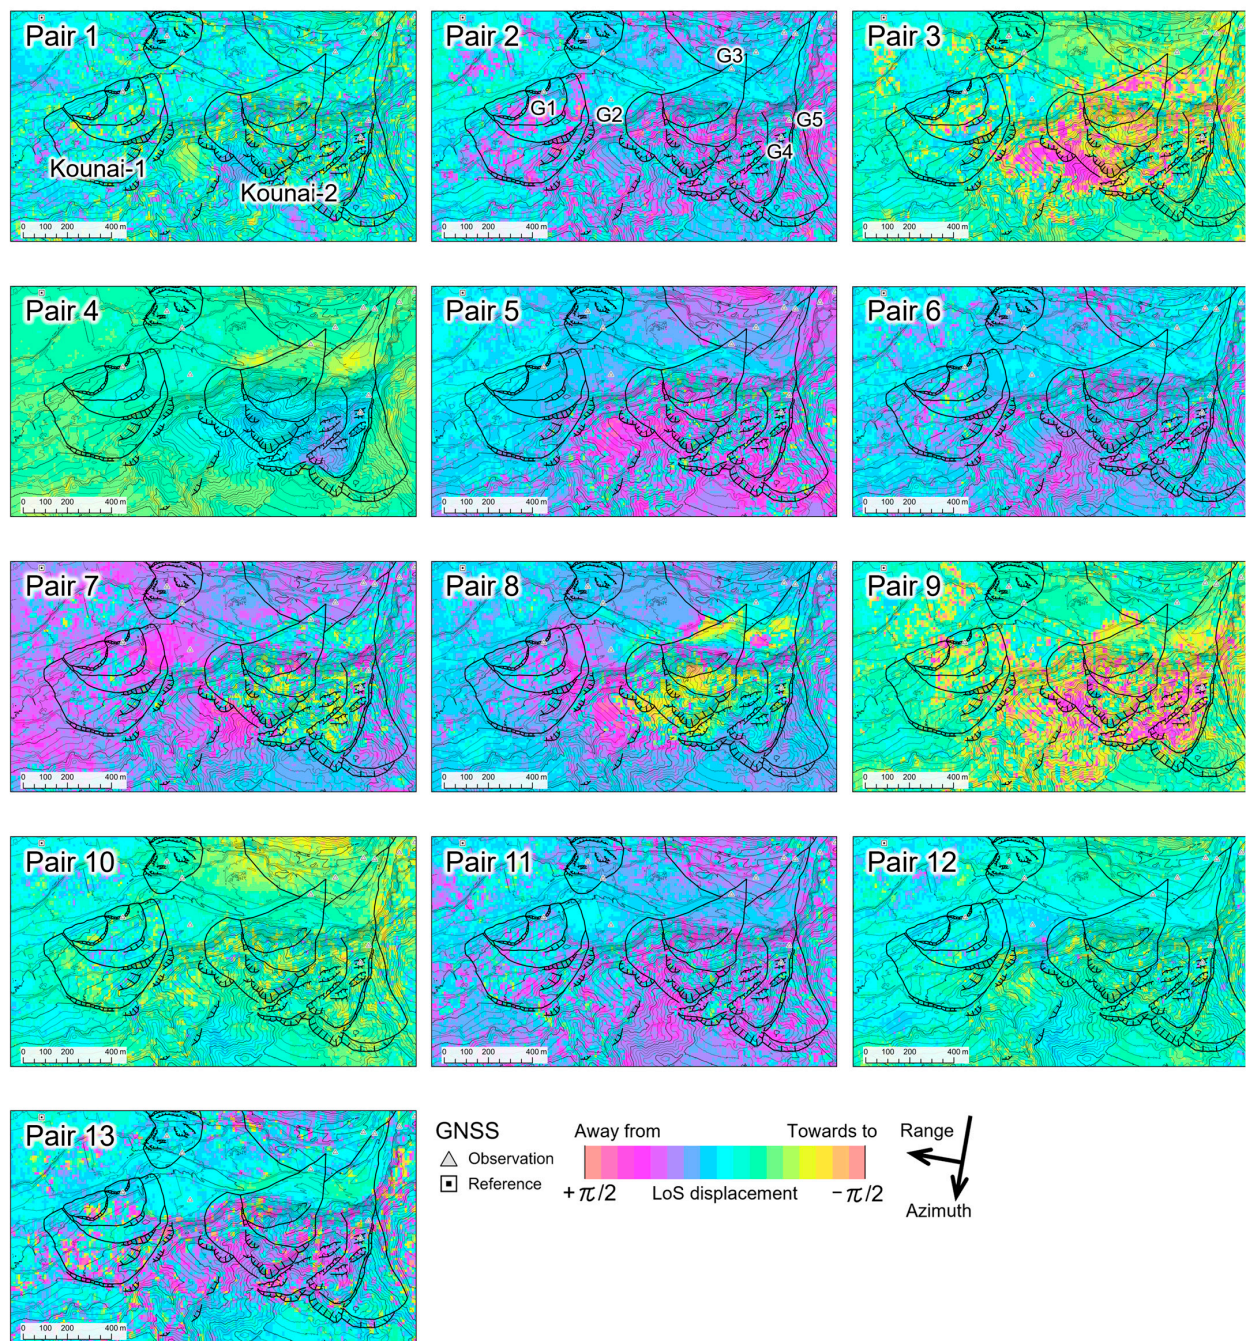 Pair 1
Kounai-1
Kounai-2
0 100 200 400 m
Pair 2
G1
G2
G3
G4
G5
0 100 200 400 m
Pair 3
0 100 200 400 m
Pair 4
0 100 200 400 m
Pair 5
0 100 200 400 m
Pair 6
0 100 200 400 m
Pair 7
0 100 200 400 m
Pair 8
0 100 200 400 m
Pair 9
0 100 200 400 m
Pair 10
0 100 200 400 m
Pair 11
0 100 200 400 m
Pair 12
0 100 200 400 m
Pair 13
0 100 200 400 m
GNSS
Observation
Reference
Away from Towards to
+π/2 LoS displacement −π/2
Range
Azimuth